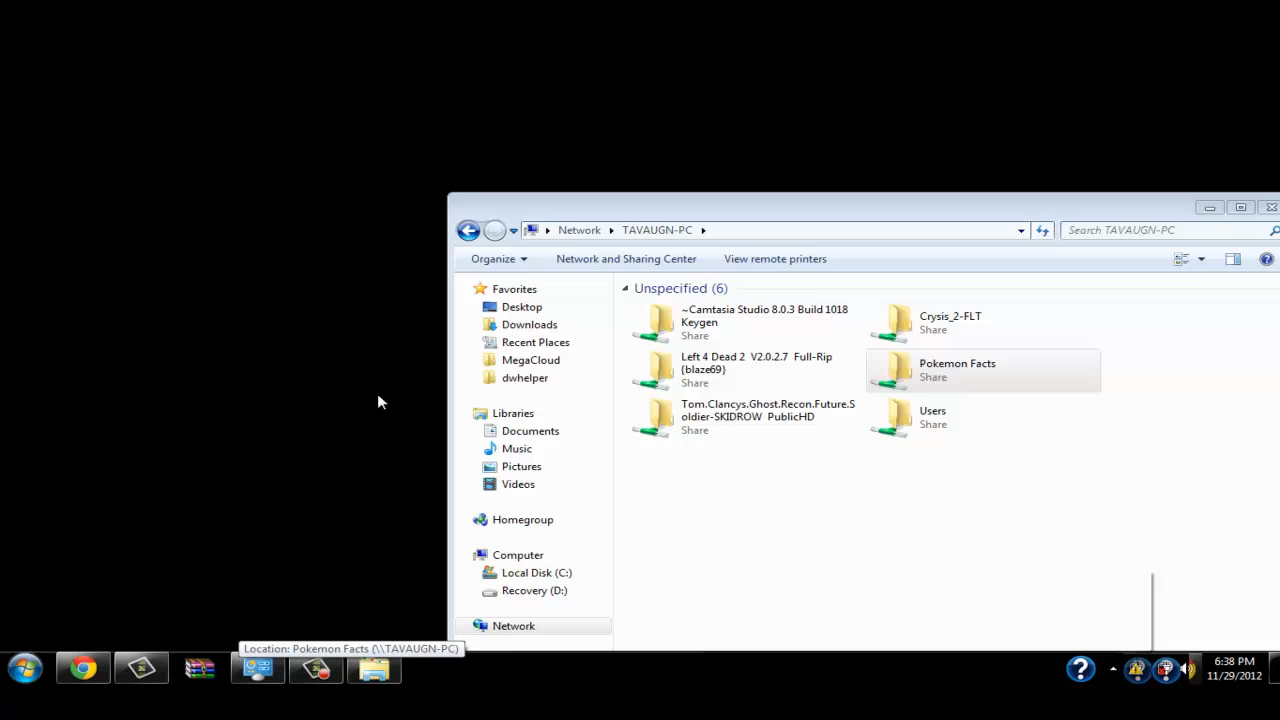 Network
TAVAUGN-PC
Search TAVAUGN-PC
Organize
Network and Sharing Center
View remote printers
Favorites
Desktop
Downloads
Recent Places
MegaCloud
dwhelper
Libraries
Documents
Music
Pictures
Videos
Homegroup
Computer
Local Disk (C:)
Recovery (D:)
Network
Unspecified (6)
~Camtasia Studio 8.0.3 Build 1018
Keygen
Share
Crysis_2-FLT
Share
Left 4 Dead 2 V2.0.2.7 Full-Rip
{blaze69}
Share
Pokemon Facts
Share
Tom.Clancys.Ghost.Recon.Future.S
oldier-SKIDROW PublicHD
Share
Users
Share
Location: Pokemon Facts (\\TAVAUGN-PC)
6:38 PM
11/29/2012